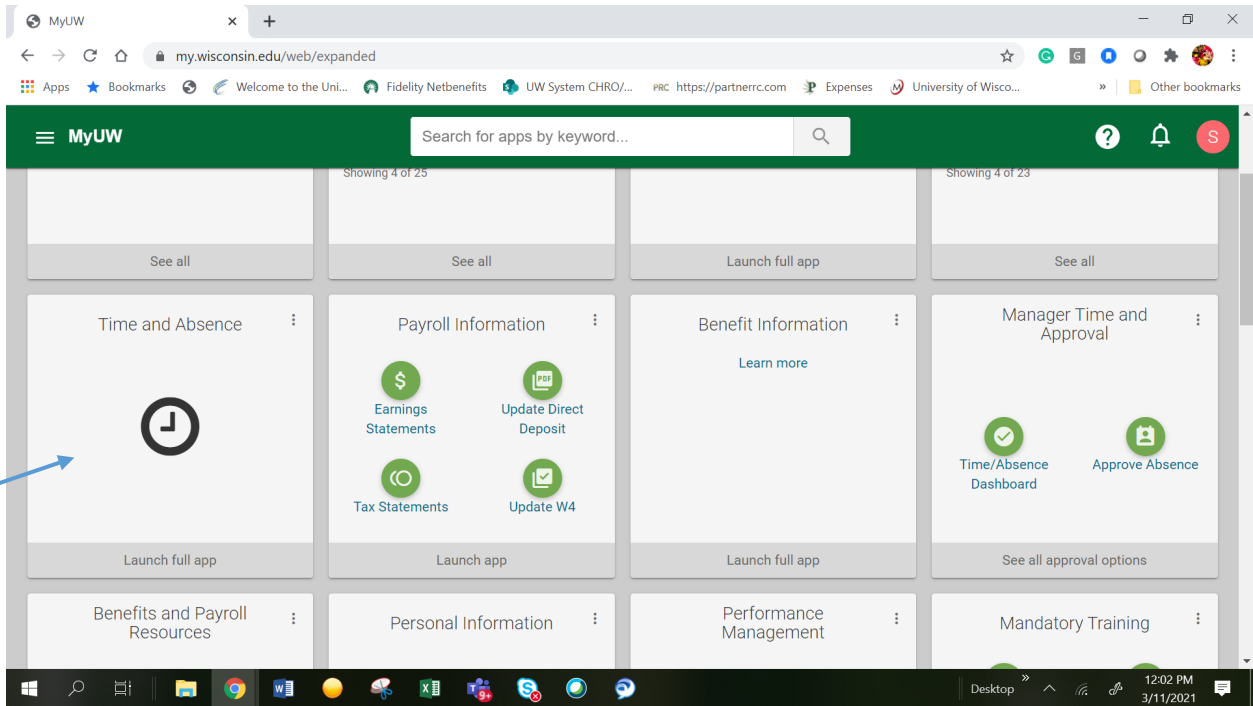 MyUW
my.wisconsin.edu/web/expanded
G
Apps
Bookmarks
Welcome to the Uni...
Fidelity Netbenefits
UW System CHRO/...
PRC https://partnerrc.com
Expenses
University of Wisco...
»
Other bookmarks
MyUW
Search for apps by keyword...
?
S
Showing 4 of 25
Showing 4 of 23
See all
See all
Launch full app
See all
Time and Absence
Payroll Information
Benefit Information
Manager Time and
Approval
Learn more
$
PDF
Earnings
Statements
Update Direct
Deposit
Time/Absence
Dashboard
Approve Absence
Tax Statements
Update W4
Launch full app
Launch app
Launch full app
See all approval options
Benefits and Payroll
Resources
Personal Information
Performance
Management
Mandatory Training
9+
Desktop
»
12:02 PM
3/11/2021